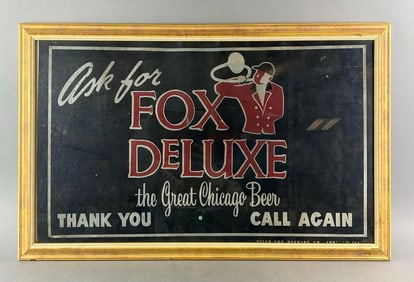 Ask for
FOX
DELUXE
the Great Chicago Beer
THANK YOU CALL AGAIN